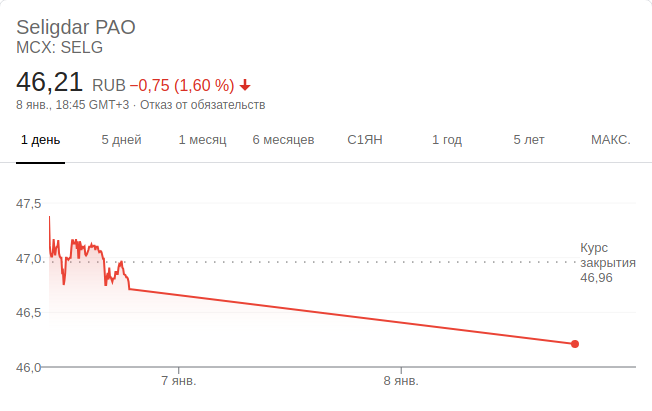 Seligdar PAO
MCX: SELG
46,21 RUB −0,75 (1,60 %)
8 янв., 18:45 GMT+3 · Отказ от обязательств
1 день 5 дней 1 месяц 6 месяцев С1ЯН 1 год 5 лет МАКС.
47,5
47,0
46,5
46,0
Курс
закрытия
46,96
7 янв. 8 янв.